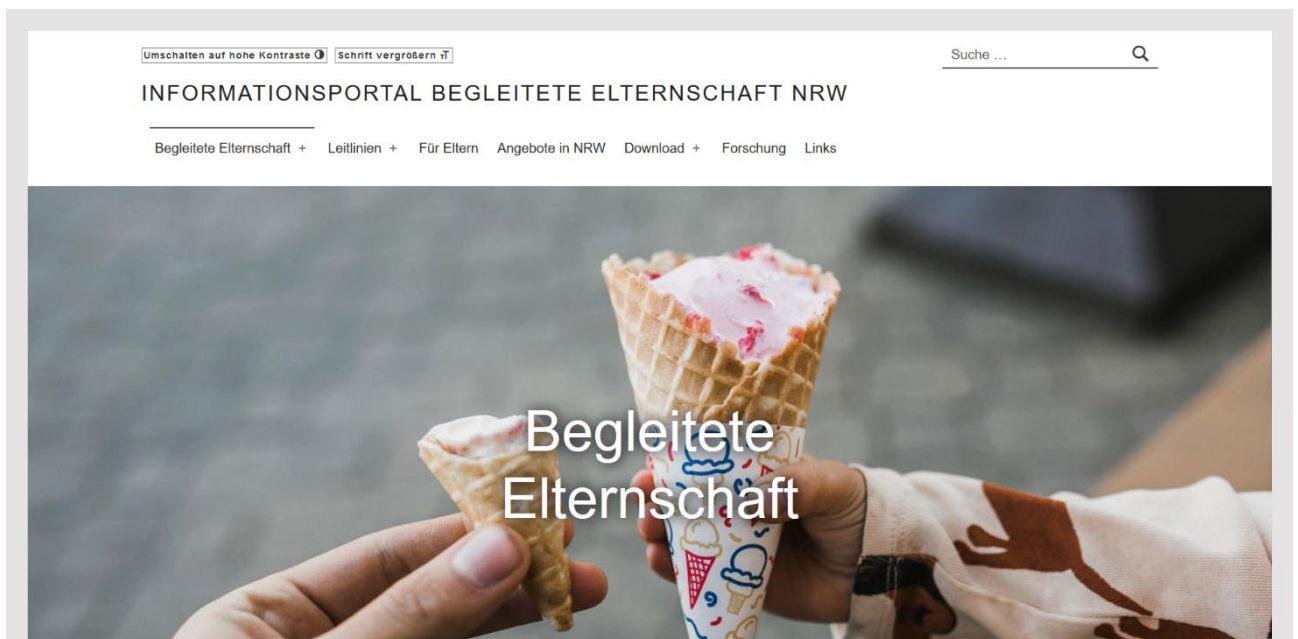 Umschalten auf hohe Kontraste
Schrift vergrößern
Suche ...
INFORMATIONSPORTAL BEGLEITETE ELTERNSCHAFT NRW
Begleitete Elternschaft + Leitlinien + Für Eltern Angebote in NRW Download + Forschung Links
Begleitete
Elternschaft